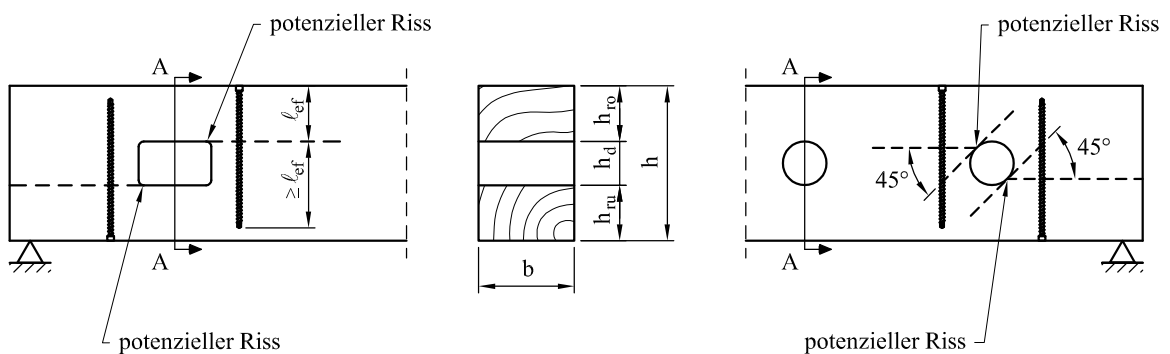 potenzieller Riss
potenzieller Riss
A
A
ℓef
≥ℓef
hro
hd
hru
h
b
45°
45°
A
A
potenzieller Riss
potenzieller Riss